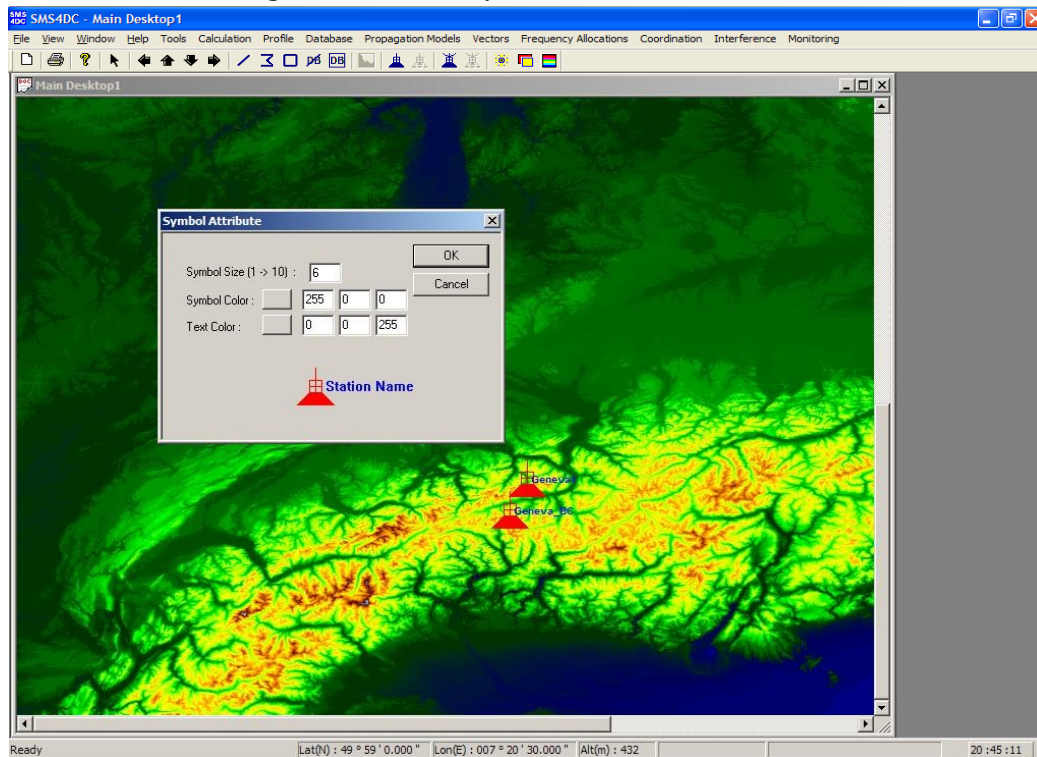 SMS4DC - Main Desktop1
File View Window Help Tools Calculation Profile Database Propagation Models Vectors Frequency Allocations Coordination Interference Monitoring
DB
Main Desktop1
Symbol Attribute
OK
Symbol Size (1 -> 10) : 6
Cancel
Symbol Color : 255 0 0
Text Color : 0 0 255
Station Name
Geneva_BC
Ready Lat(N) : 49 ° 59 ' 0.000 " Lon(E) : 007 ° 20 ' 30.000 " Alt(m) : 432 20 :45 :11